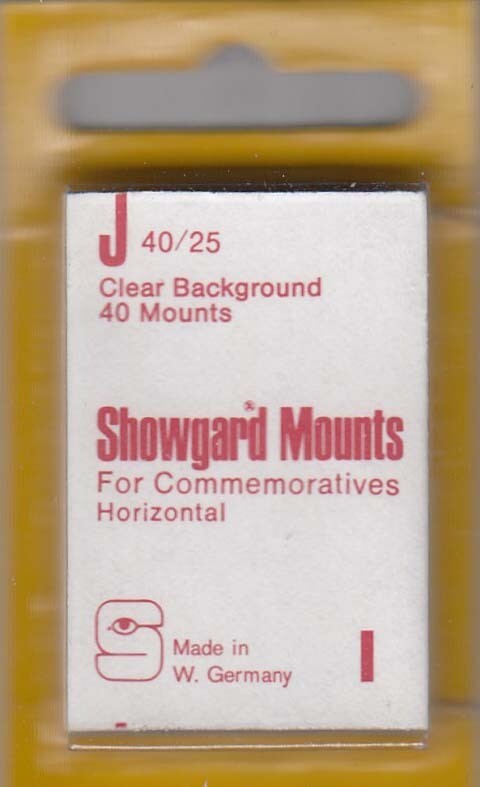 J 40/25
Clear Background
40 Mounts
Showgard® Mounts
For Commemoratives
Horizontal
S
Made in
W. Germany